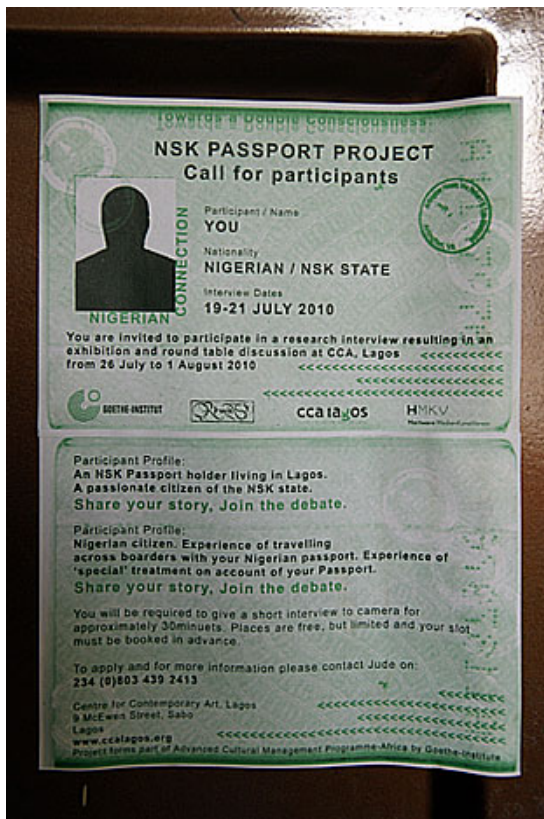 Towards a Double Consciousness:
NSK PASSPORT PROJECT
Call for participants
Participant / Name
YOU
Nationality
NIGERIAN / NSK STATE
Interview Dates
19-21 JULY 2010
NIGERIAN
CONNECTION
You are invited to participate in a research interview resulting in an
exhibition and round table discussion at CCA, Lagos <<<<<<<<<<
from 26 July to 1 August 2010 <<<<<<<<<<<<<<<<<<<<<<<<<
<<<<<<<<<<<<<<<<<<
<<<<<<<<<<<<<<<<<<<<<<<<<<<<<
GOETHE-INSTITUT
cca lagos
HMKV
Participant Profile:
An NSK Passport holder living in Lagos.
A passionate citizen of the NSK state.
Share your story, Join the debate.
Participant Profile:
Nigerian citizen. Experience of travelling
across boarders with your Nigerian passport. Experience of
'special' treatment on account of your Passport.
Share your story, Join the debate.
You will be required to give a short interview to camera for
approximately 30minuets. Places are free, but limited and your slot
must be booked in advance.
To apply and for more information please contact Jude on:
234 (0)803 439 2413
Centre for Contemporary Art, Lagos
9 McEwen Street, Sabo
Lagos
www.ccalagos.org
Project forms part of Advanced Cultural Management Programme-Africa by Goethe-Institute